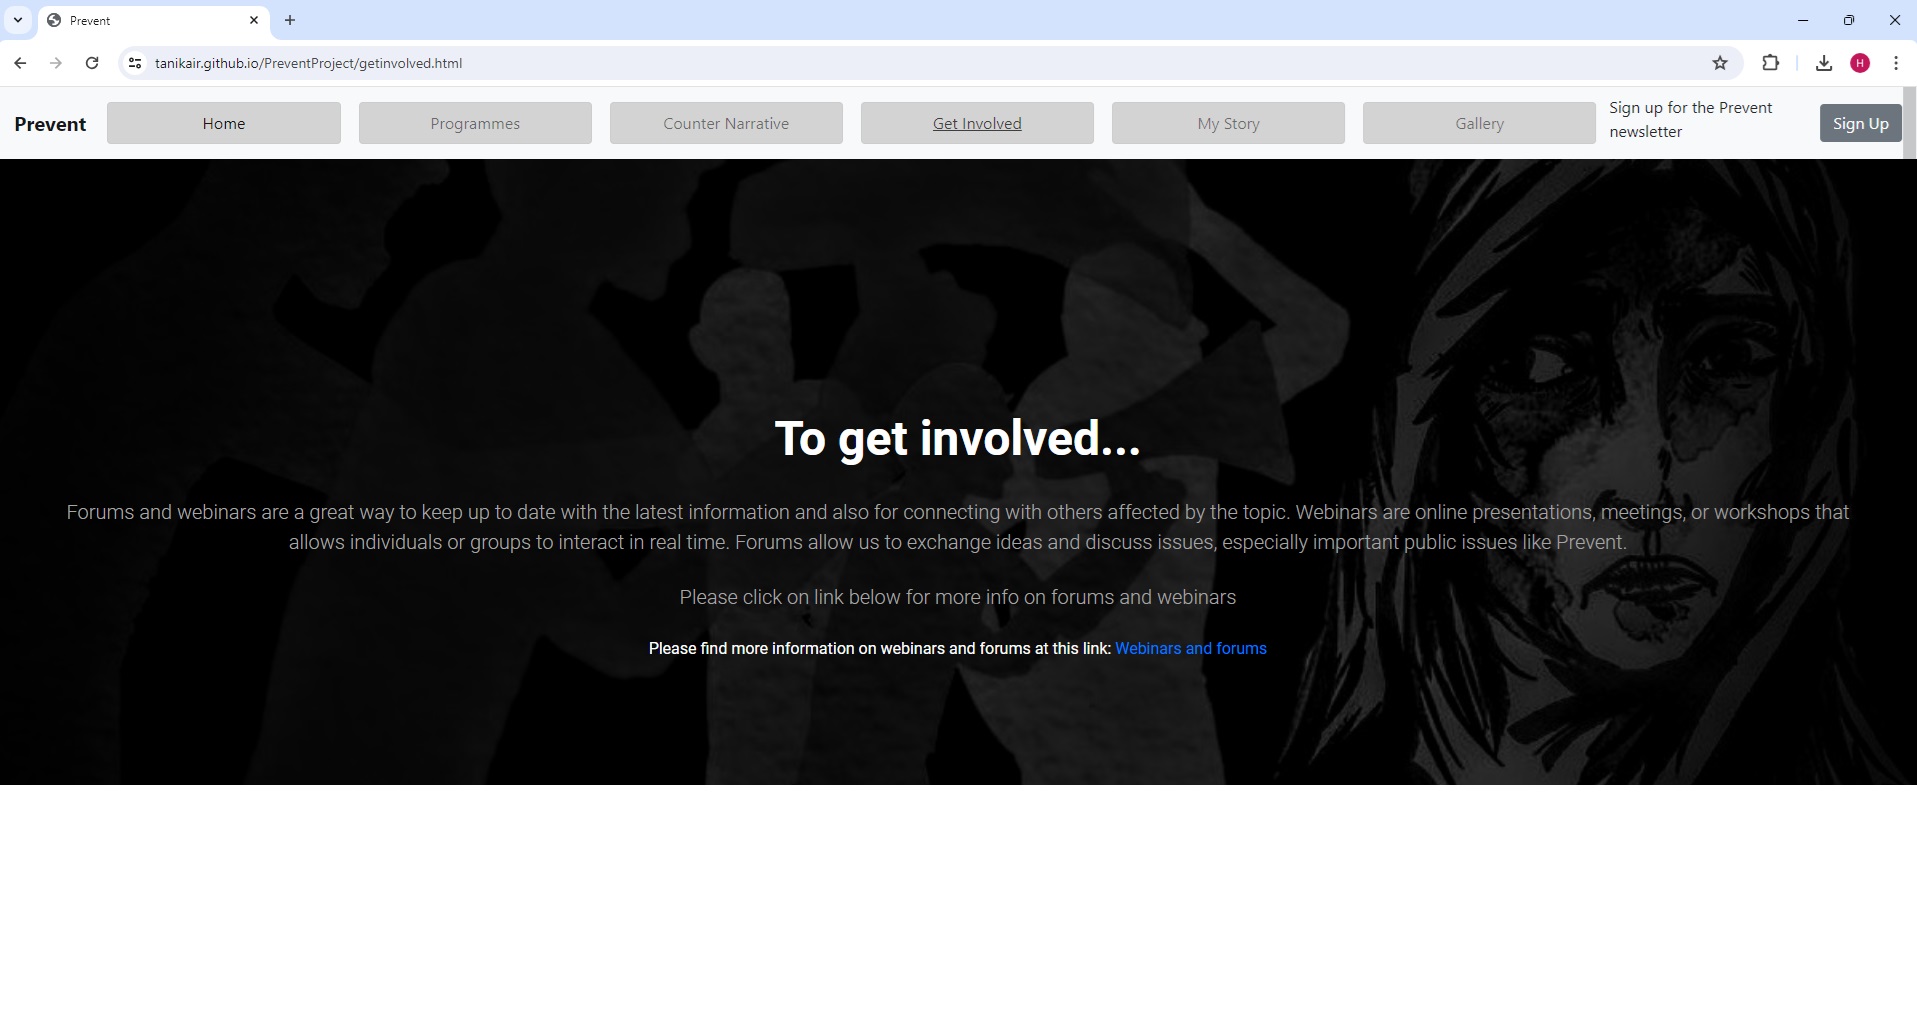 Prevent
tanikair.github.io/PreventProject/getinvolved.html
H
Prevent
Home
Programmes
Counter Narrative
Get Involved
My Story
Gallery
Sign up for the Prevent
newsletter
Sign Up
To get involved...
Forums and webinars are a great way to keep up to date with the latest information and also for connecting with others affected by the topic. Webinars are online presentations, meetings, or workshops that
allows individuals or groups to interact in real time. Forums allow us to exchange ideas and discuss issues, especially important public issues like Prevent.
Please click on link below for more info on forums and webinars
Please find more information on webinars and forums at this link: Webinars and forums